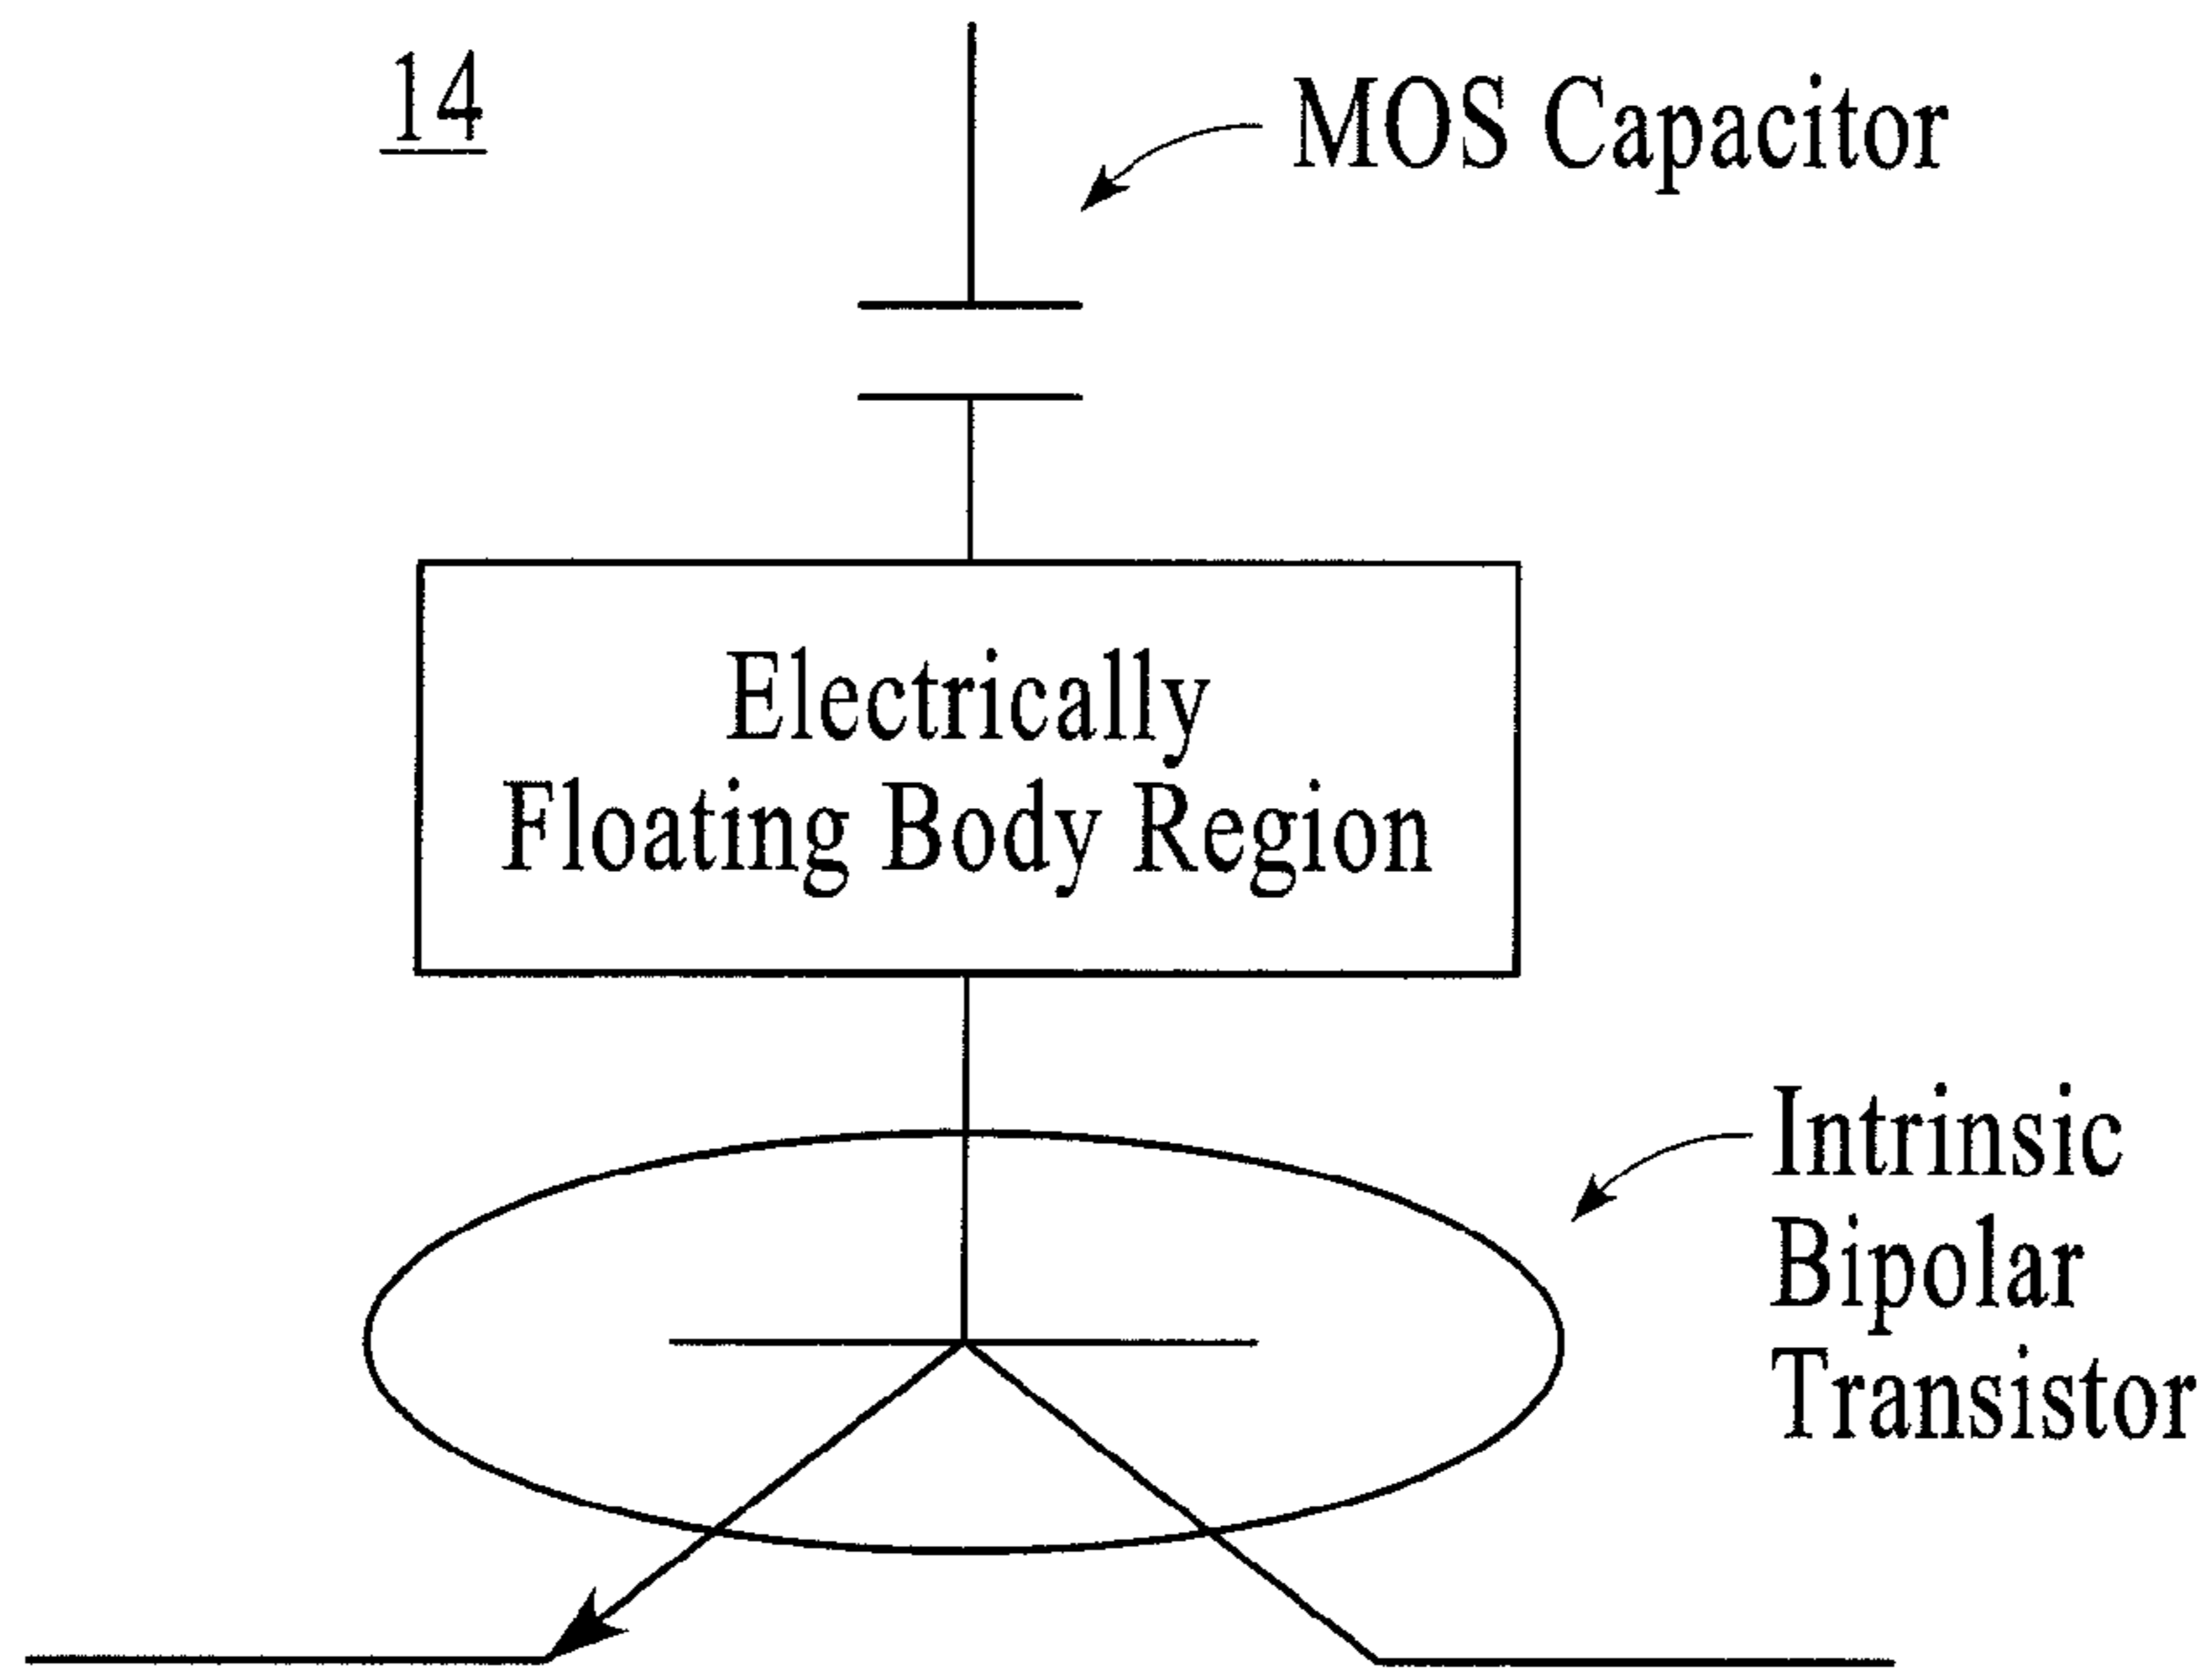 14
MOS Capacitor
Electrically
Floating Body Region
Intrinsic
Bipolar
Transistor